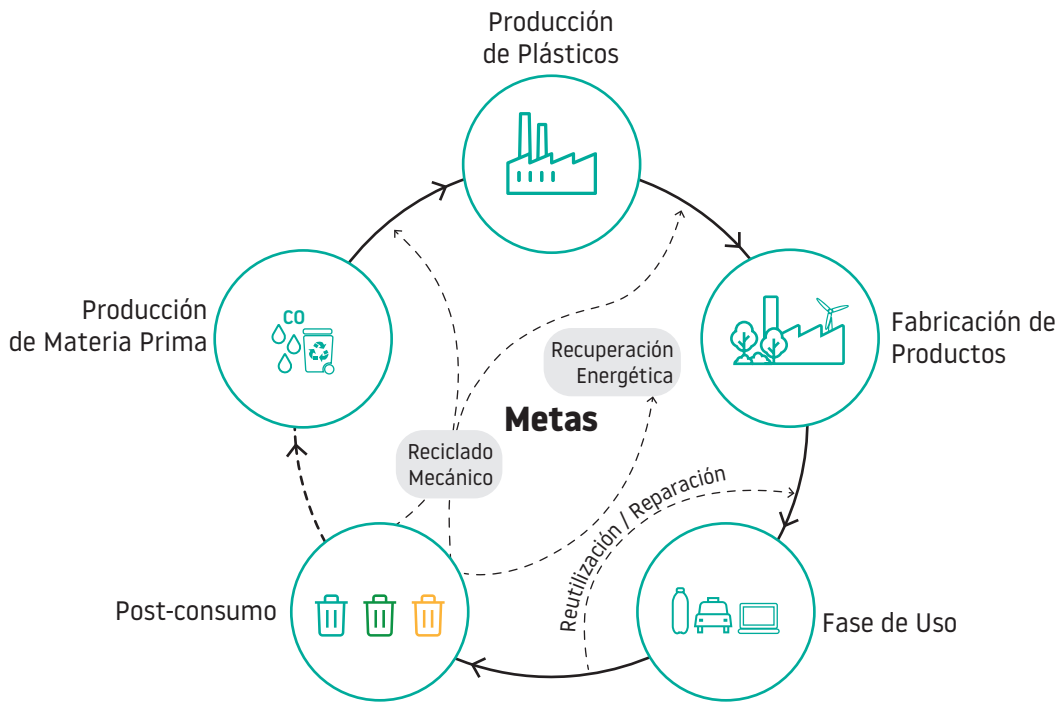 Producción
de Plásticos
Producción
de Materia Prima
CO
Fabricación de
Productos
Recuperación
Energética
Metas
Reciclado
Mecánico
Reutilización / Reparación
Post-consumo
Fase de Uso